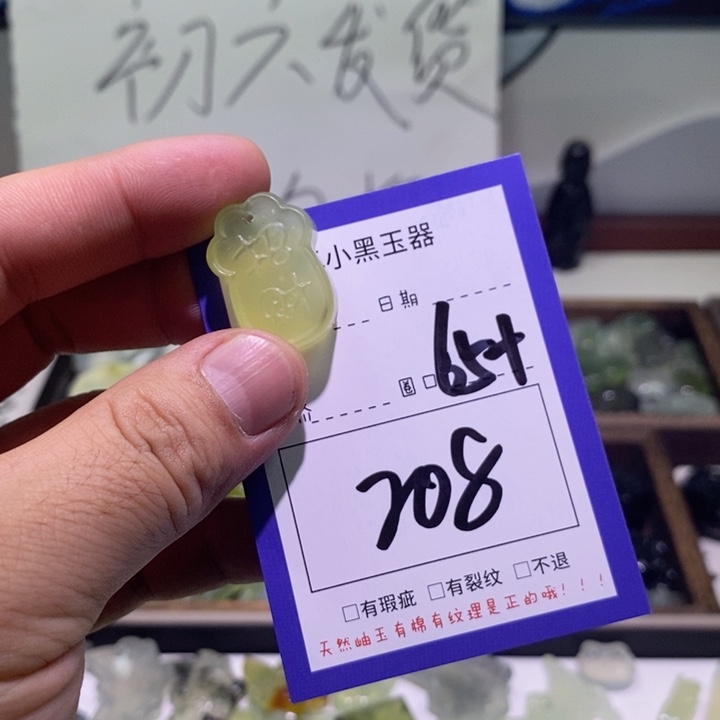 初六发货
小黑玉器
日期
圈 □ 654
208
□有瑕疵 □有裂纹 □不退
天然岫玉有棉有纹理是正的哦！！！